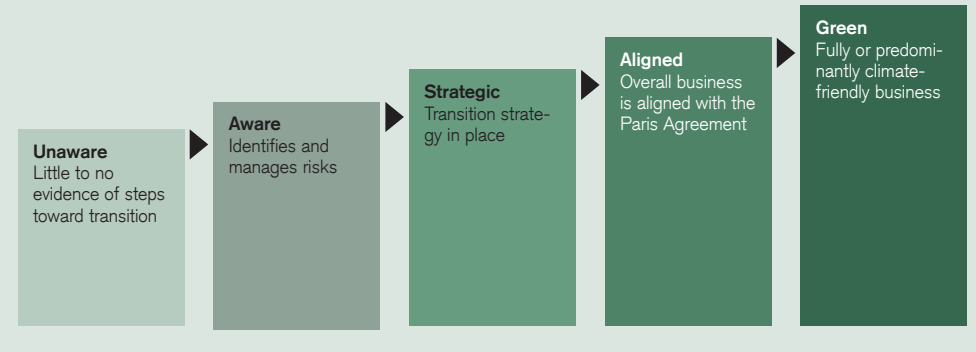 Unaware
Little to no
evidence of steps
toward transition
Aware
Identifies and
manages risks
Strategic
Transition strate-
gy in place
Aligned
Overall business
is aligned with the
Paris Agreement
Green
Fully or predomi-
nantly climate-
friendly business